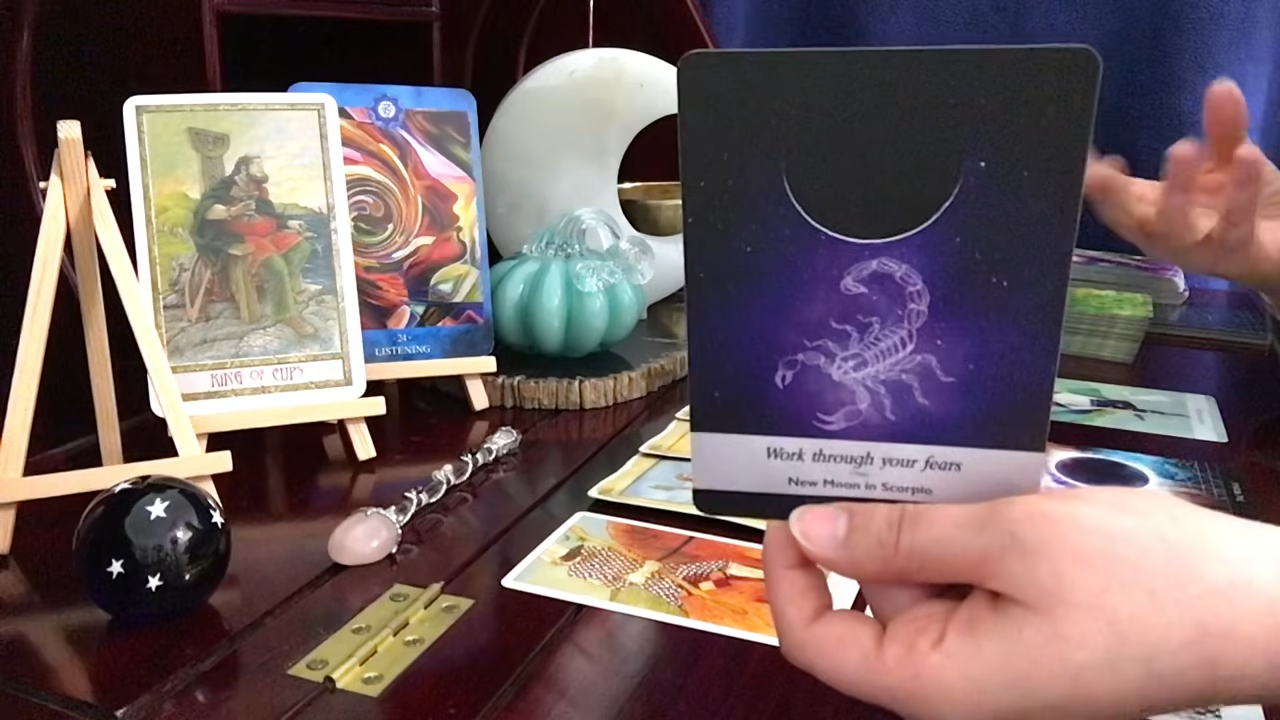 KING OF CUPS
·24·
LISTENING
Work through your fears
New Moon in Scorpio